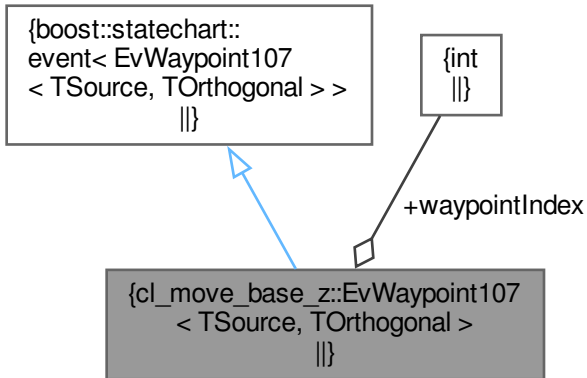 {boost::statechart::
event< EvWaypoint107
< TSource, TOrthogonal > >
||}
{int
||}
+waypointIndex
{cl_move_base_z::EvWaypoint107
< TSource, TOrthogonal >
||}